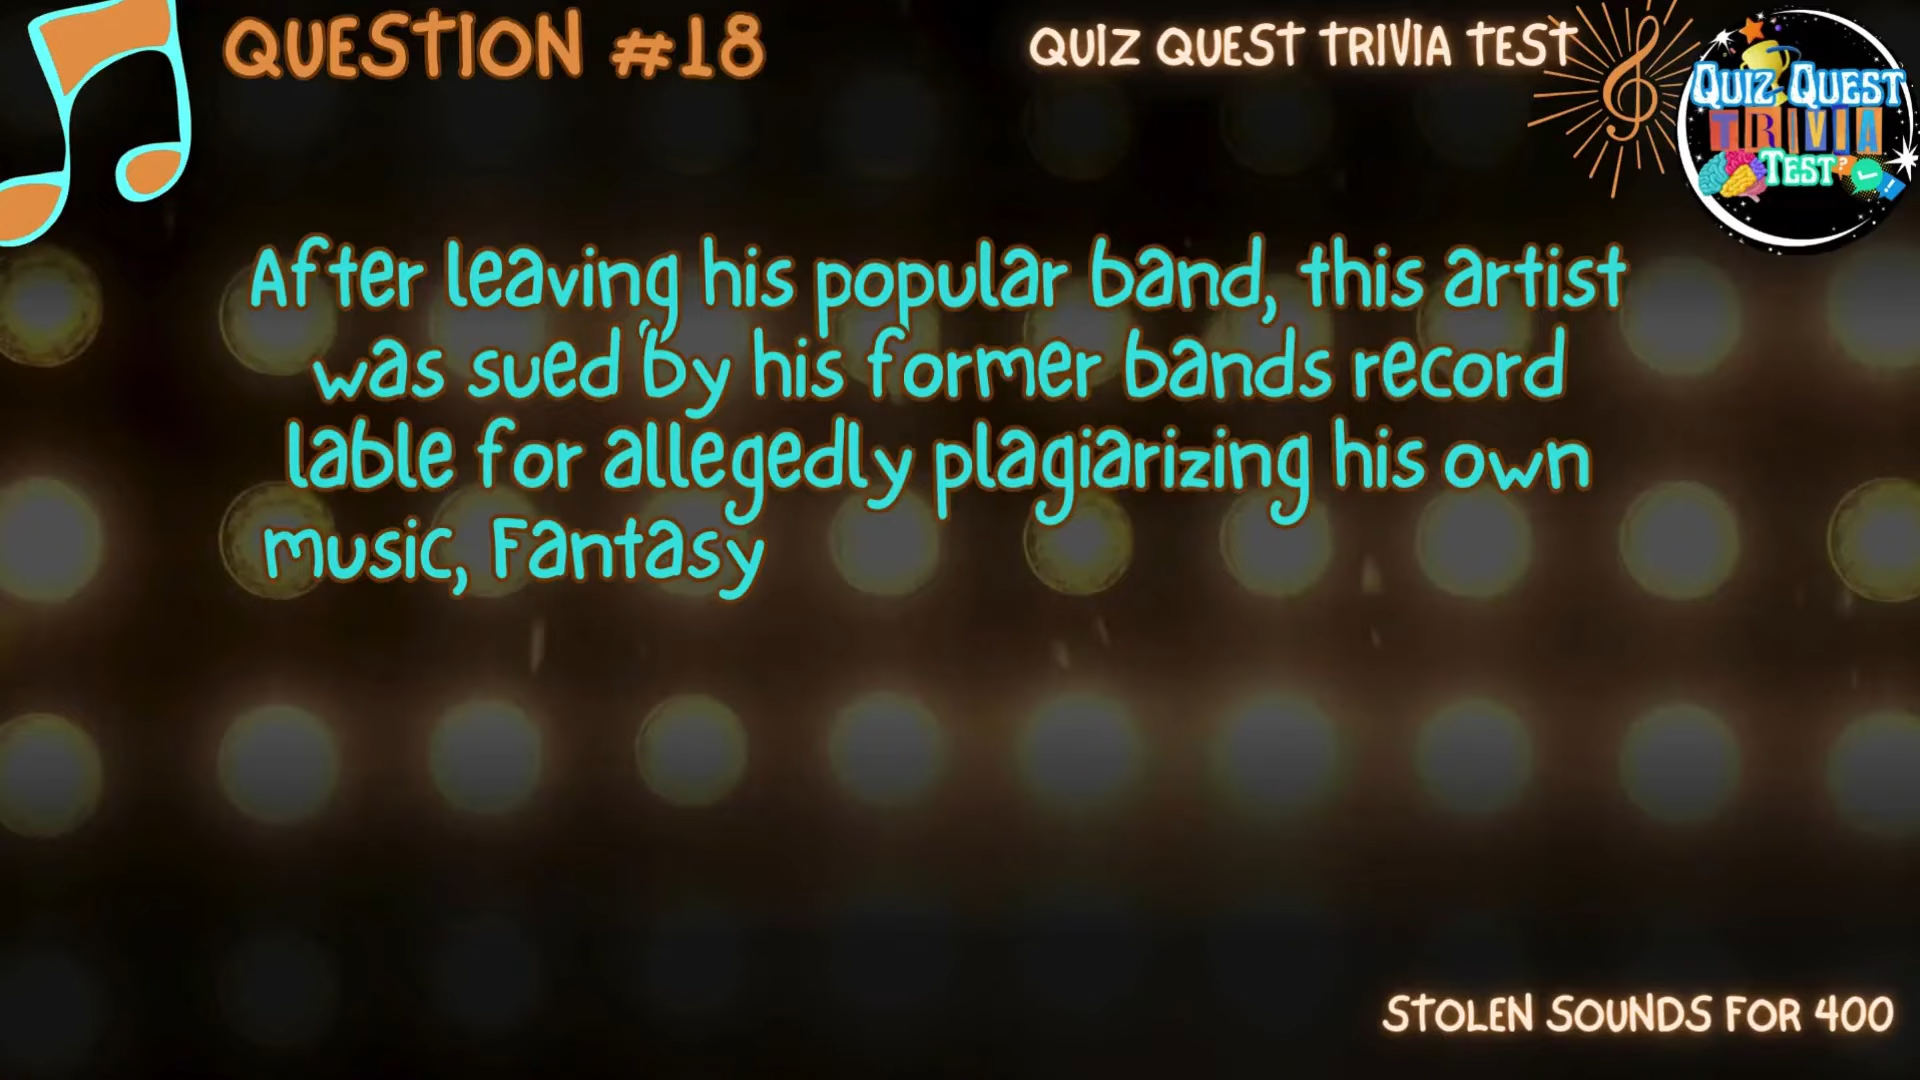 QUESTION #18
QUIZ QUEST TRIVIA TEST
QUIZ QUEST
TRIVIA
TEST
After leaving his popular band, this artist
was sued by his former bands record
lable for allegedly plagiarizing his own
music, Fantasy
STOLEN SOUNDS FOR 400